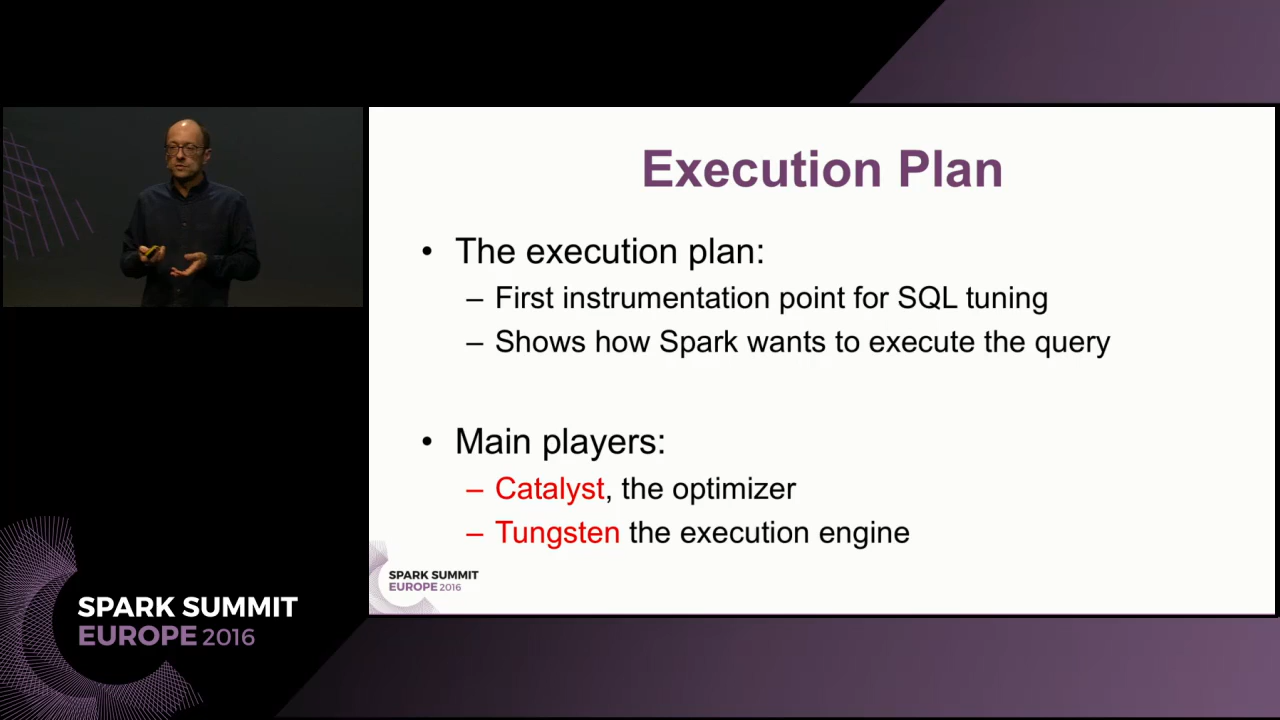 Execution Plan
• The execution plan:
– First instrumentation point for SQL tuning
– Shows how Spark wants to execute the query
• Main players:
– Catalyst, the optimizer
– Tungsten the execution engine
SPARK SUMMIT
EUROPE 2016
SPARK SUMMIT
EUROPE 2016